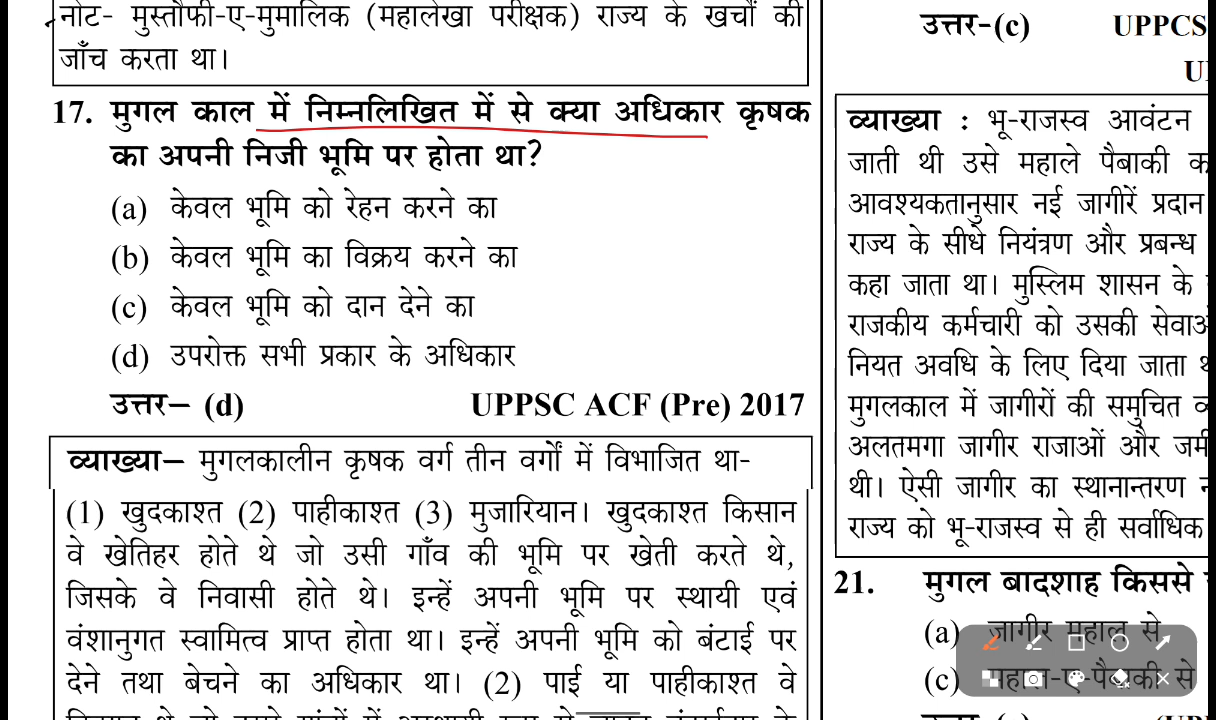 नोट- मुस्तौफी-ए-मुमालिक (महालेखा परीक्षक) राज्य के खर्चों की
जाँच करता था।
17. मुगल काल में निम्नलिखित में से क्या अधिकार कृषक
का अपनी निजी भूमि पर होता था?
(a) केवल भूमि को रेहन करने का
(b) केवल भूमि का विक्रय करने का
(c) केवल भूमि को दान देने का
(d) उपरोक्त सभी प्रकार के अधिकार
उत्तर– (d) UPPSC ACF (Pre) 2017
व्याख्या– मुगलकालीन कृषक वर्ग तीन वर्गों में विभाजित था-
(1) खुदकाश्त (2) पाहीकाश्त (3) मुजारियान। खुदकाश्त किसान
वे खेतिहर होते थे जो उसी गाँव की भूमि पर खेती करते थे,
जिसके वे निवासी होते थे। इन्हें अपनी भूमि पर स्थायी एवं
वंशानुगत स्वामित्व प्राप्त होता था। इन्हें अपनी भूमि को बंटाई पर
देने तथा बेचने का अधिकार था। (2) पाई या पाहीकाश्त वे
उत्तर-(c) UPPCS
व्याख्या : भू-राजस्व आवंटन
जाती थी उसे महाले पैबाकी
आवश्यकतानुसार नई जागीरें प्रदान
राज्य के सीधे नियंत्रण और प्रबन्ध
कहा जाता था। मुस्लिम शासन के
राजकीय कर्मचारी को उसकी
नियत अवधि के लिए दिया जाता
मुगलकाल में जागीरों की समुचित
अलतमगा जागीर राजाओं और
थी। ऐसी जागीर का स्थानान्तरण
राज्य को भू-राजस्व से ही सर्वाधिक
21. मुगल बादशाह किससे
(a) जागीर महाल से
(c) से